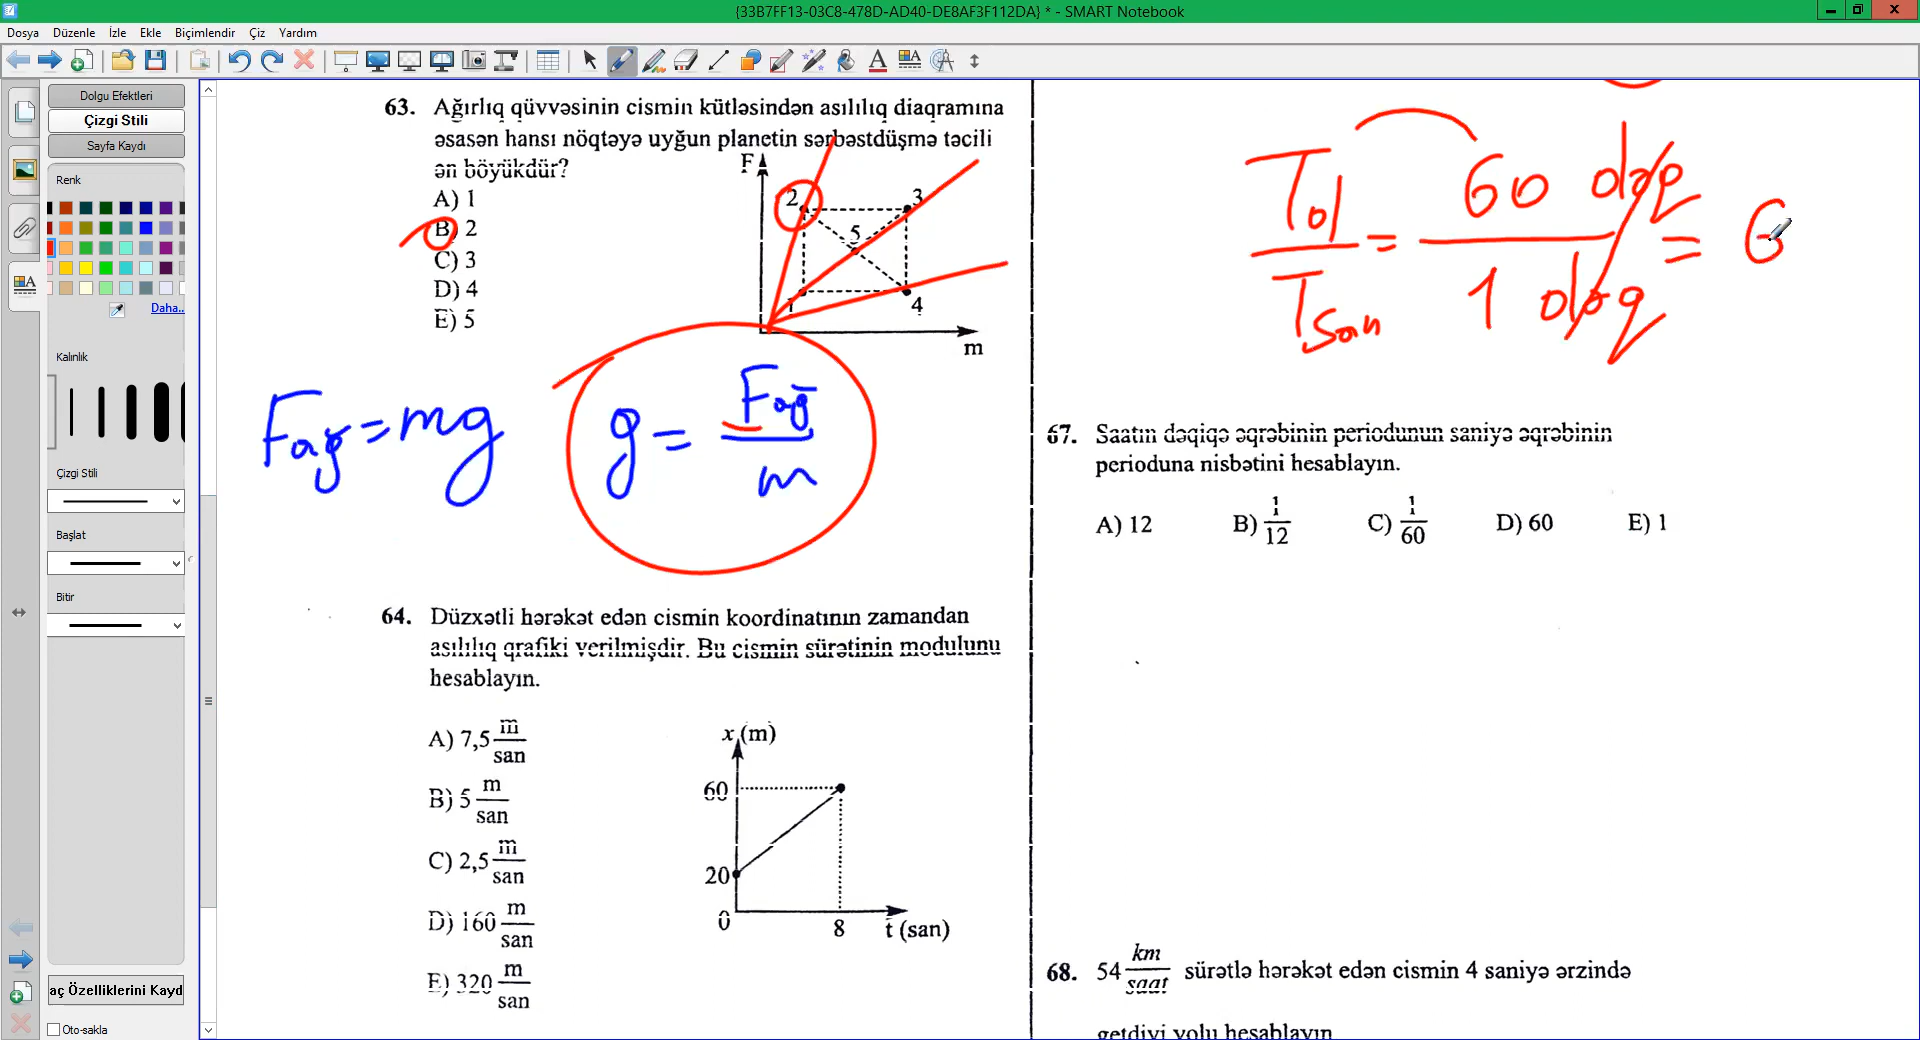 {33B7FF13-03C8-478D-AD40-DE8AF3F112DA} * - SMART Notebook
Dosya Düzenle İzle Ekle Biçimlendir Çiz Yardım
Dolgu Efektleri
Çizgi Stili
Sayfa Kaydı
Renk
Daha..
Kalınlık
Çizgi Stili
Başlat
Bitir
aç Özelliklerini Kayd
Oto-sakla
63. Ağırlıq qüvvəsinin cismin kütləsindən asılılıq diaqramına
əsasən hansı nöqtəyə uyğun planetin sərbəstdüşmə təcili
ən böyükdür?
A) 1
B) 2
C) 3
D) 4
E) 5
F
2 3
5
1 4
m
Fağ = mg
g = Fağ / m
64. Düzxətli hərəkət edən cismin koordinatının zamandan
asılılıq qrafiki verilmişdir. Bu cismin sürətinin modulunu
hesablayın.
A) 7,5 m/san
B) 5 m/san
C) 2,5 m/san
D) 160 m/san
E) 320 m/san
x (m)
60
20
0 8 t (san)
Təq / Tsan = 60 dəq / 1 dəq = 6
67. Saatın dəqiqə əqrəbinin periodunun saniyə əqrəbinin
perioduna nisbətini hesablayın.
A) 12 B) 1/12 C) 1/60 D) 60 E) 1
68. 54 km/saat sürətlə hərəkət edən cismin 4 saniyə ərzində
getdiyi yolu hesablayın